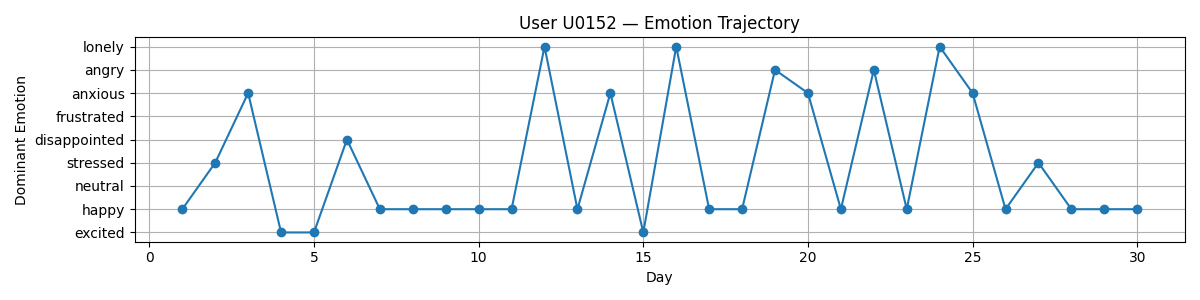 User U0152 — Emotion Trajectory
Dominant Emotion
lonely
angry
anxious
frustrated
disappointed
stressed
neutral
happy
excited
0 5 10 15 20 25 30
Day